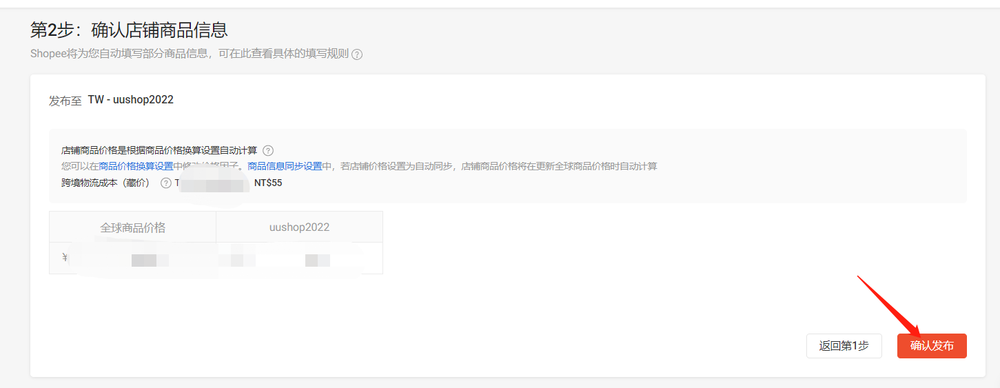 第2步：确认店铺商品信息
Shopee将为您自动填写部分商品信息，可在此查看具体的填写规则 ?
发布至 TW - uushop2022
店铺商品价格是根据商品价格换算设置自动计算 ?
您可以在商品价格换算设置中修改价格因子。商品信息同步设置中，若店铺价格设置为自动同步，店铺商品价格将在更新全球商品价格时自动计算
跨境物流成本（藏价） ? NT$55
全球商品价格 uushop2022
¥
返回第1步 确认发布